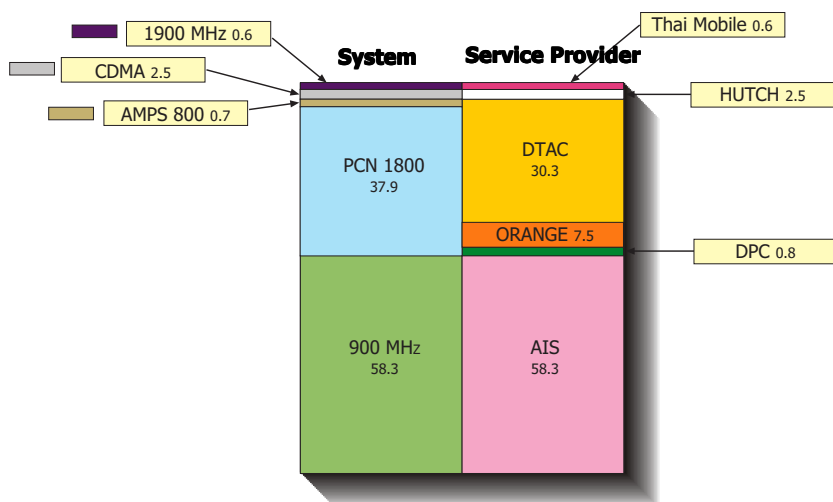 1900 MHz 0.6
System
Service Provider
Thai Mobile 0.6
CDMA 2.5
HUTCH 2.5
AMPS 800 0.7
PCN 1800
37.9
DTAC
30.3
ORANGE 7.5
DPC 0.8
900 MHz
58.3
AIS
58.3